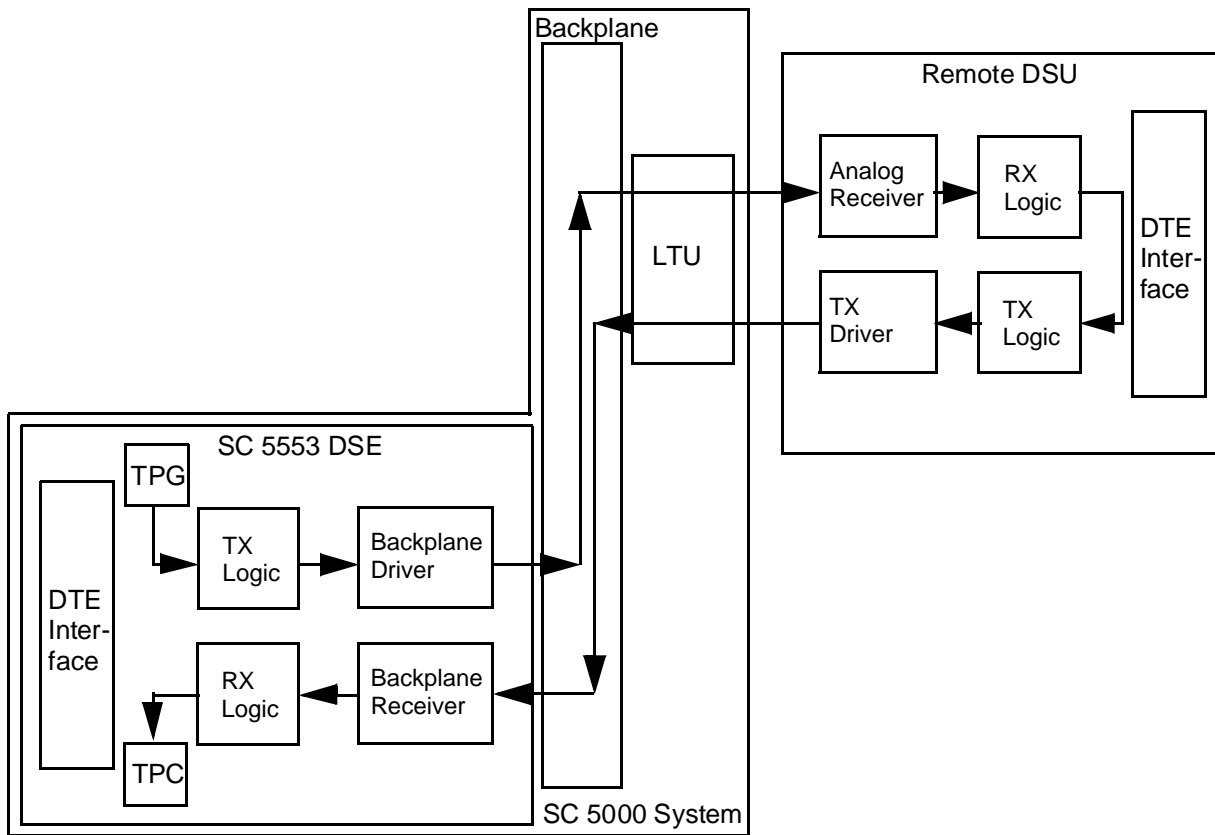 Backplane
Remote DSU
Analog
Receiver
RX
Logic
DTE
Inter-
face
LTU
TX
Driver
TX
Logic
SC 5553 DSE
TPG
TX
Logic
Backplane
Driver
DTE
Inter-
face
RX
Logic
Backplane
Receiver
TPC
SC 5000 System